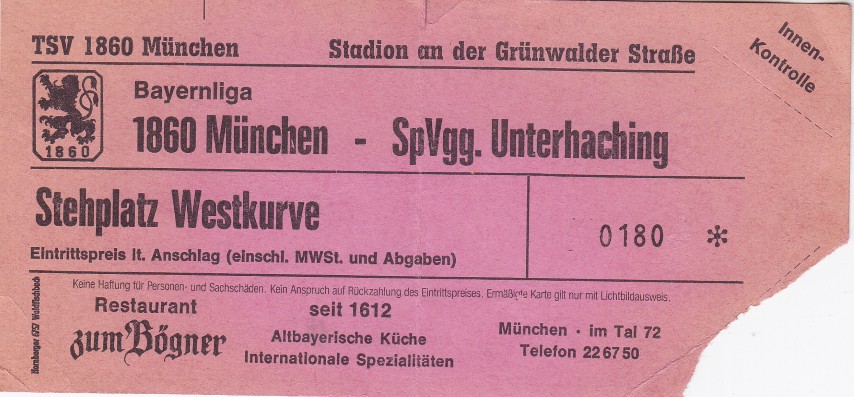 TSV 1860 München Stadion an der Grünwalder Straße
Innen-
Kontrolle
Bayernliga
1860 München - SpVgg. Unterhaching
1860
Stehplatz Westkurve
0180 *
Eintrittspreis lt. Anschlag (einschl. MWSt. und Abgaben)
Keine Haftung für Personen- und Sachschäden. Kein Anspruch auf Rückzahlung des Eintrittspreises. Ermäßigte Karte gilt nur mit Lichtbildausweis.
Restaurant seit 1612
zum Bögner
Altbayerische Küche
Internationale Spezialitäten
München · im Tal 72
Telefon 22 67 50
Hornberger 6757 Waldfischbach